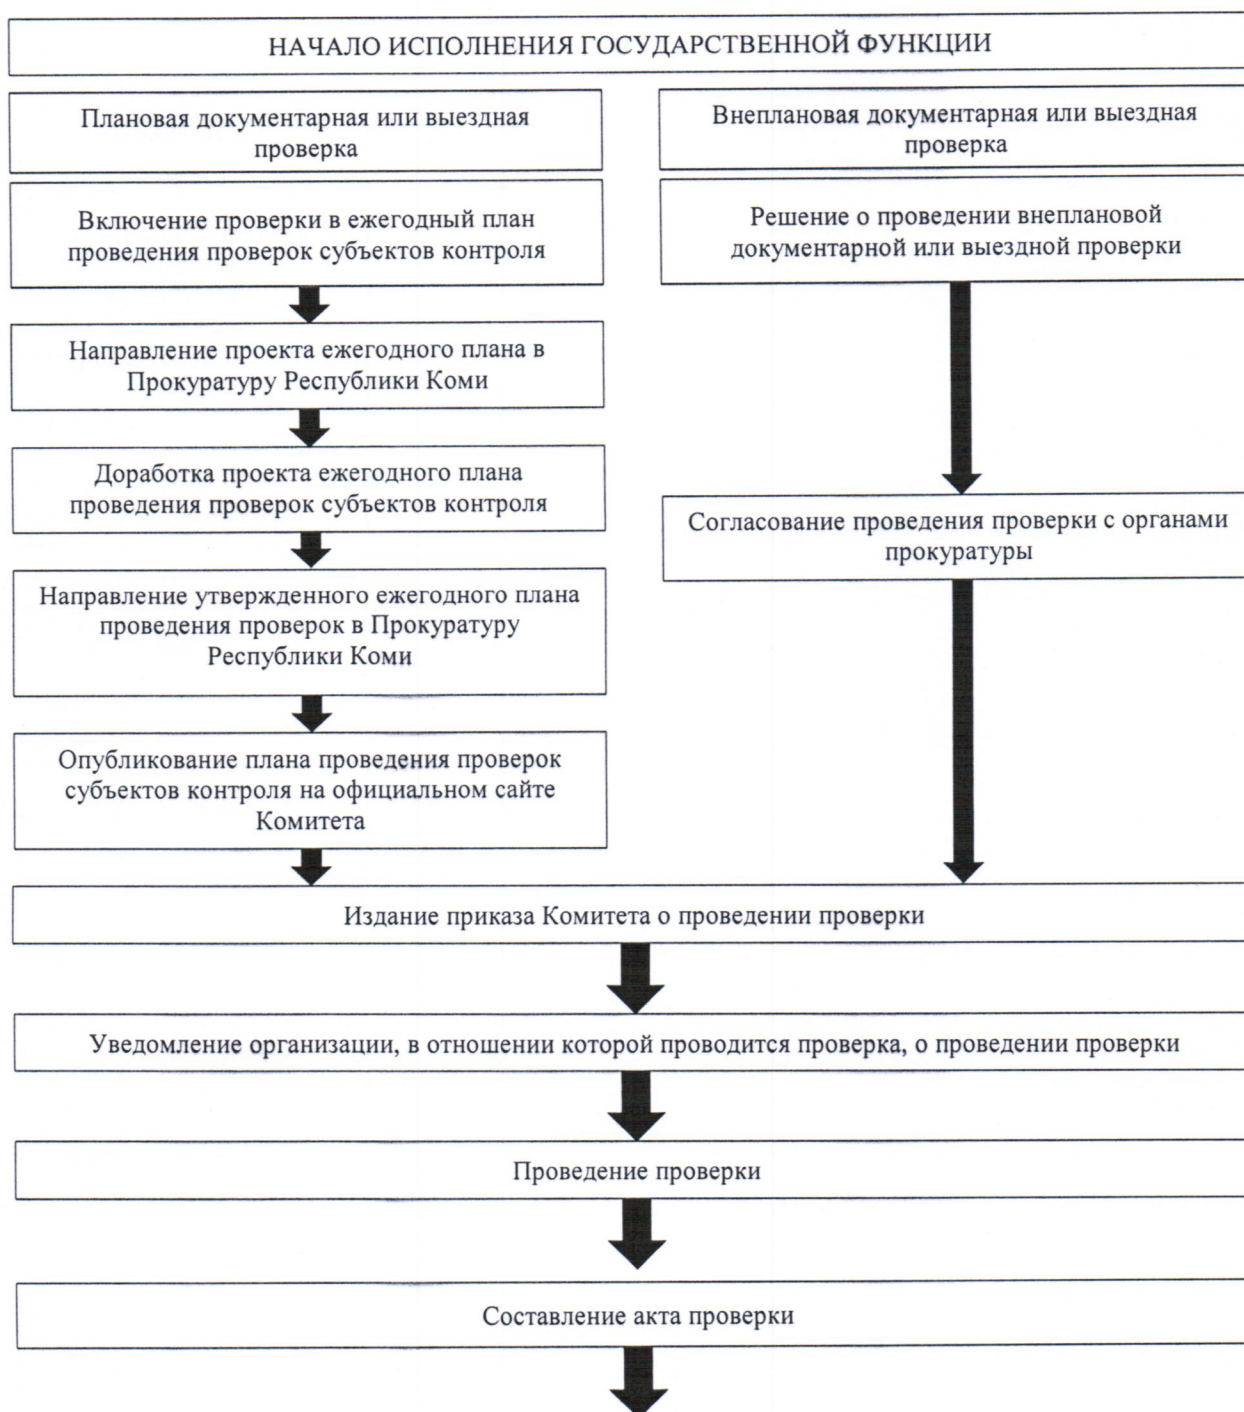 НАЧАЛО ИСПОЛНЕНИЯ ГОСУДАРСТВЕННОЙ ФУНКЦИИ
Плановая документарная или выездная
проверка
Включение проверки в ежегодный план
проведения проверок субъектов контроля
Направление проекта ежегодного плана в
Прокуратуру Республики Коми
Доработка проекта ежегодного плана
проведения проверок субъектов контроля
Направление утвержденного ежегодного плана
проведения проверок в Прокуратуру
Республики Коми
Опубликование плана проведения проверок
субъектов контроля на официальном сайте
Комитета
Внеплановая документарная или выездная
проверка
Решение о проведении внеплановой
документарной или выездной проверки
Согласование проведения проверки с органами
прокуратуры
Издание приказа Комитета о проведении проверки
Уведомление организации, в отношении которой проводится проверка, о проведении проверки
Проведение проверки
Составление акта проверки